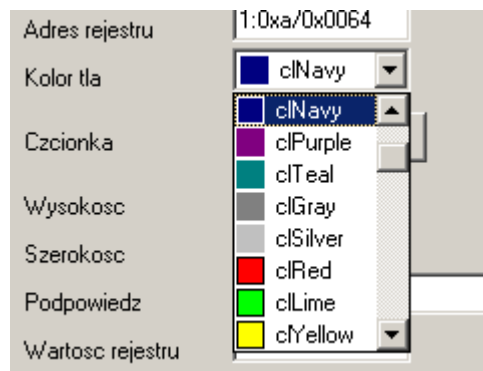 Adres rejestru 1:0xa/0x0064
Kolor tla clNavy
clNavy
Czcionka clPurple
clTeal
Wysokosc clGray
clSilver
Szerokosc clRed
Podpowiedz clLime
clYellow
Wartosc rejestru